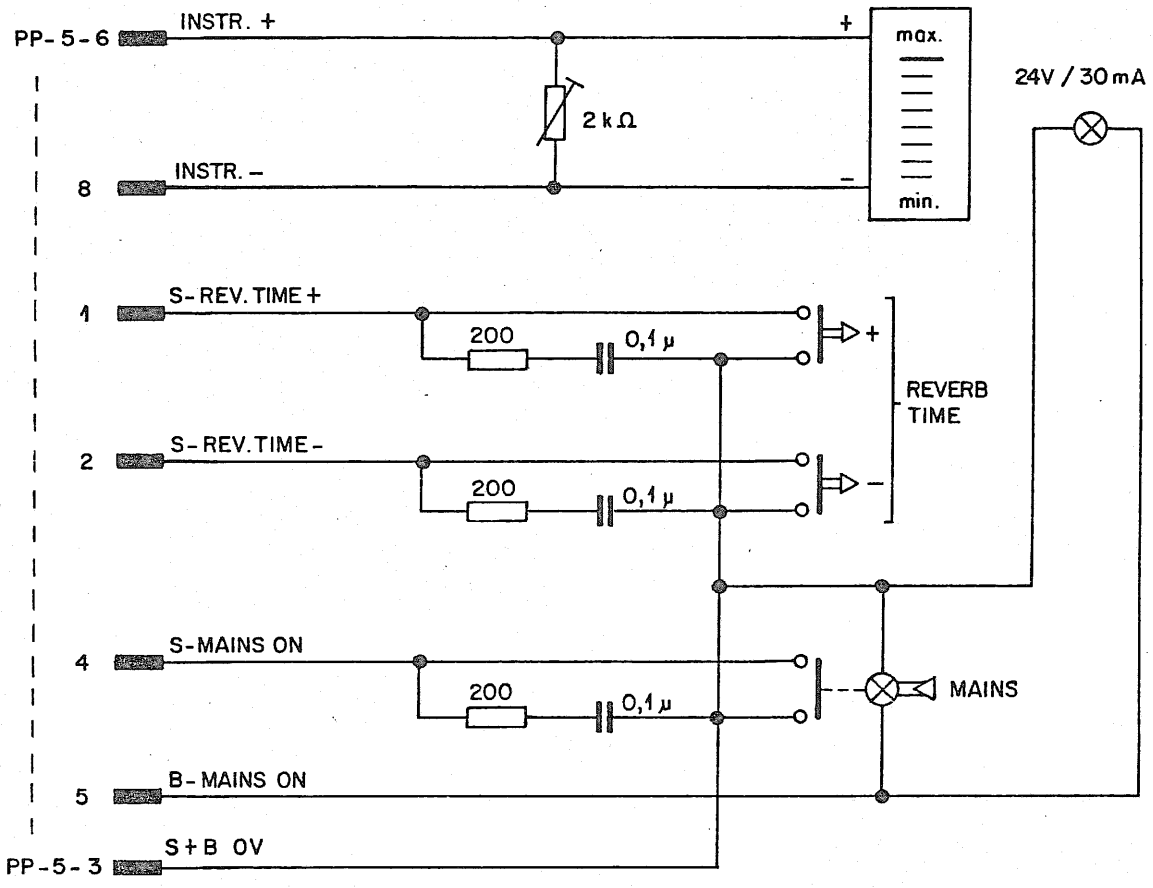 PP-5-6 INSTR. + + max.
24V / 30 mA
2 kΩ
8 INSTR. - - min.
1 S-REV. TIME +
200 0,1 µ +
REVERB
TIME
2 S-REV. TIME -
200 0,1 µ -
4 S-MAINS ON
200 0,1 µ MAINS
5 B-MAINS ON
PP-5-3 S+B 0V